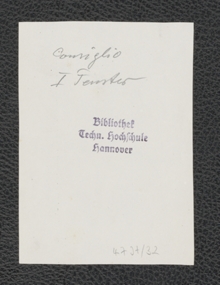 Consiglio
I Fenster
Bibliothek
Techn. Hochschule
Hannover